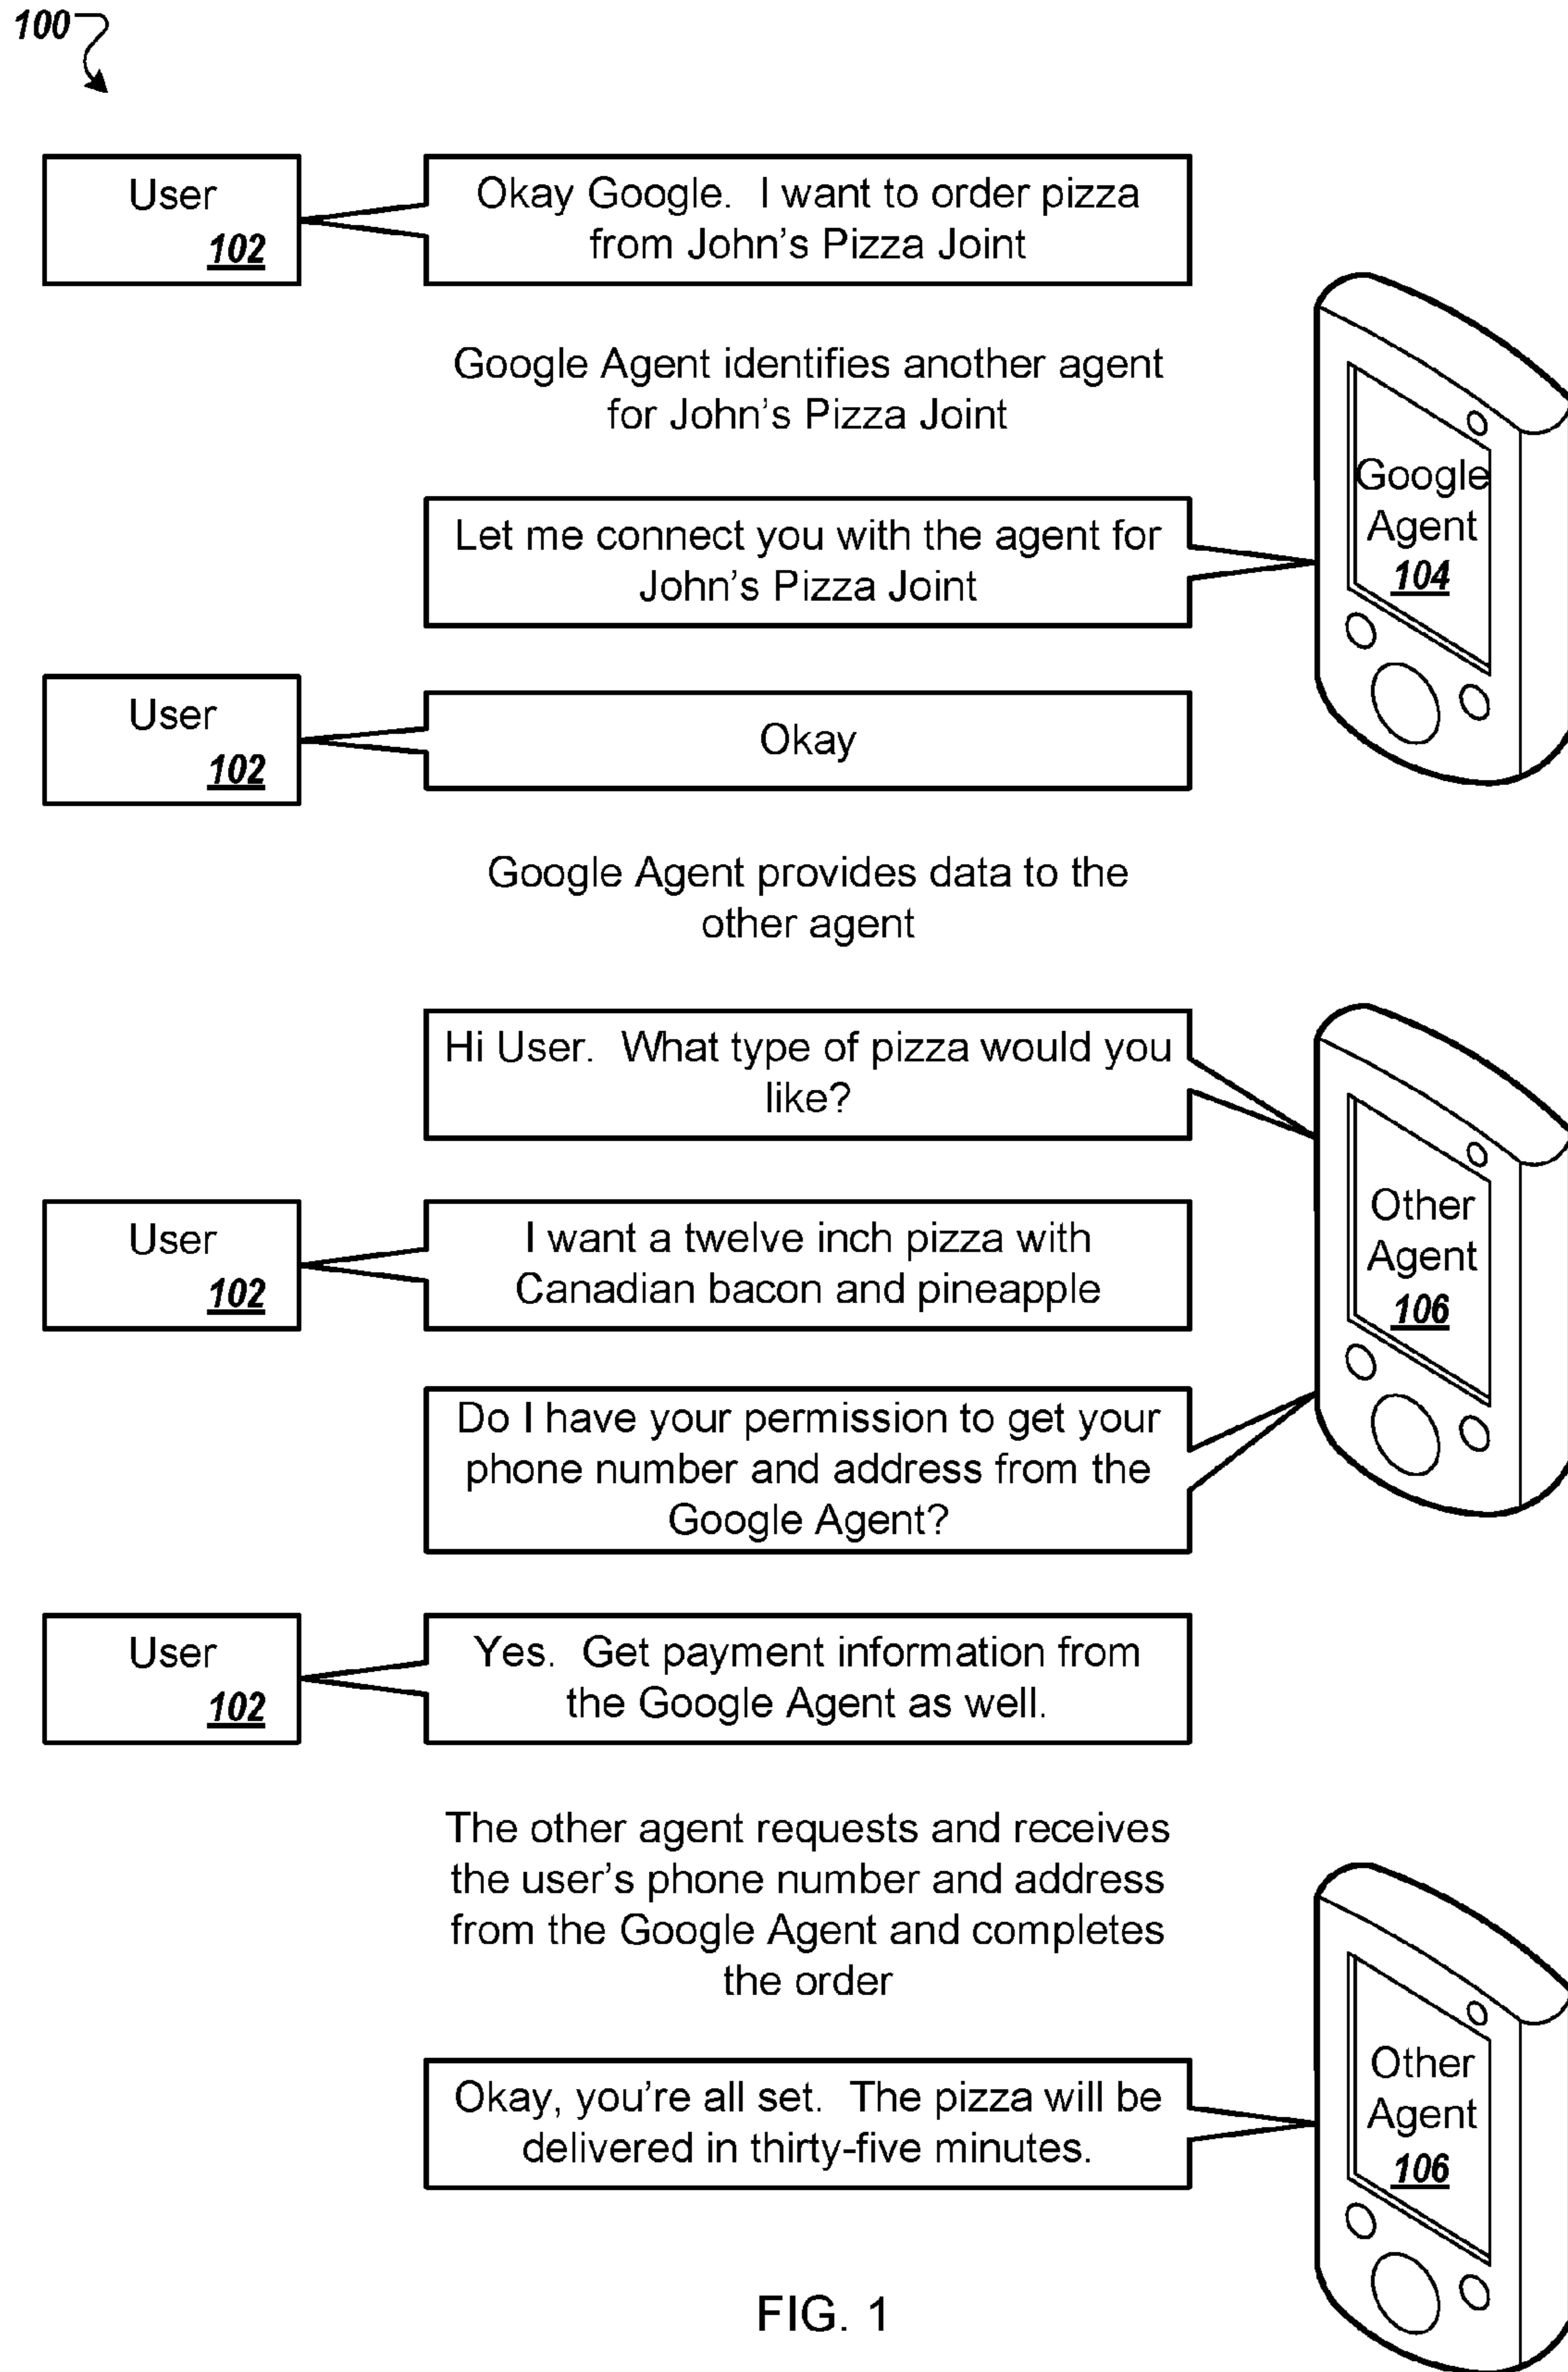 100
User
102
Okay Google.  I want to order pizza
from John's Pizza Joint
Google Agent identifies another agent
for John's Pizza Joint
Google
Agent
104
Let me connect you with the agent for
John's Pizza Joint
User
102
Okay
Google Agent provides data to the
other agent
Hi User.  What type of pizza would you
like?
Other
Agent
106
User
102
I want a twelve inch pizza with
Canadian bacon and pineapple
Do I have your permission to get your
phone number and address from the
Google Agent?
User
102
Yes.  Get payment information from
the Google Agent as well.
The other agent requests and receives
the user's phone number and address
from the Google Agent and completes
the order
Other
Agent
106
Okay, you're all set.  The pizza will be
delivered in thirty-five minutes.
FIG. 1